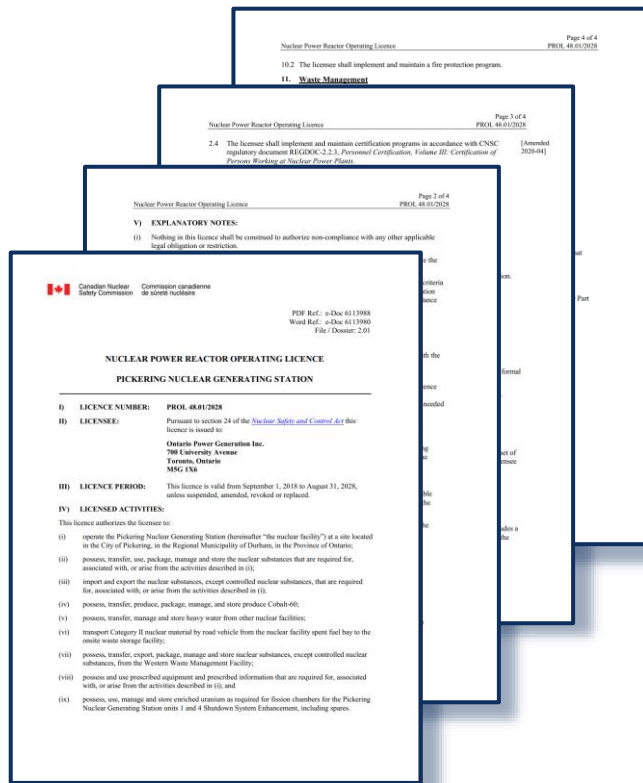 Page 4 of 4
Nuclear Power Reactor Operating Licence PROL 48.01/2028
10.2 The licensee shall implement and maintain a fire protection program.
11. Waste Management
Page 3 of 4
Nuclear Power Reactor Operating Licence PROL 48.01/2028
2.4 The licensee shall implement and maintain certification programs in accordance with CNSC [Amended
regulatory document REGDOC-2.2.3, Personnel Certification, Volume III: Certification of 2020-04]
Persons Working at Nuclear Power Plants.
Page 2 of 4
Nuclear Power Reactor Operating Licence PROL 48.01/2028
V) EXPLANATORY NOTES:
(i) Nothing in this licence shall be construed to authorize non-compliance with any other applicable
legal obligation or restriction.
Canadian Nuclear Commission canadienne
Safety Commission de sûreté nucléaire
PDF Ref.: e-Doc 6113988
Word Ref.: e-Doc 6113980
File / Dossier: 2.01
NUCLEAR POWER REACTOR OPERATING LICENCE
PICKERING NUCLEAR GENERATING STATION
I) LICENCE NUMBER: PROL 48.01/2028
II) LICENSEE: Pursuant to section 24 of the Nuclear Safety and Control Act this
licence is issued to:
Ontario Power Generation Inc.
700 University Avenue
Toronto, Ontario
M5G 1X6
III) LICENCE PERIOD: This licence is valid from September 1, 2018 to August 31, 2028,
unless suspended, amended, revoked or replaced.
IV) LICENSED ACTIVITIES:
This licence authorizes the licensee to:
(i) operate the Pickering Nuclear Generating Station (hereinafter "the nuclear facility") at a site located
in the City of Pickering, in the Regional Municipality of Durham, in the Province of Ontario;
(ii) possess, transfer, use, package, manage and store the nuclear substances that are required for,
associated with, or arise from the activities described in (i);
(iii) import and export the nuclear substances, except controlled nuclear substances, that are required
for, associated with, or arise from the activities described in (i);
(iv) possess, transfer, produce, package, manage, and store produce Cobalt-60;
(v) possess, transfer, manage and store heavy water from other nuclear facilities;
(vi) transport Category II nuclear material by road vehicle from the nuclear facility spent fuel bay to the
onsite waste storage facility;
(vii) possess, transfer, export, package, manage and store nuclear substances, except controlled nuclear
substances, from the Western Waste Management Facility;
(viii) possess and use prescribed equipment and prescribed information that are required for, associated
with, or arise from the activities described in (i); and
(ix) possess, use, manage and store enriched uranium as required for fission chambers for the Pickering
Nuclear Generating Station units 1 and 4 Shutdown System Enhancement, including spares.